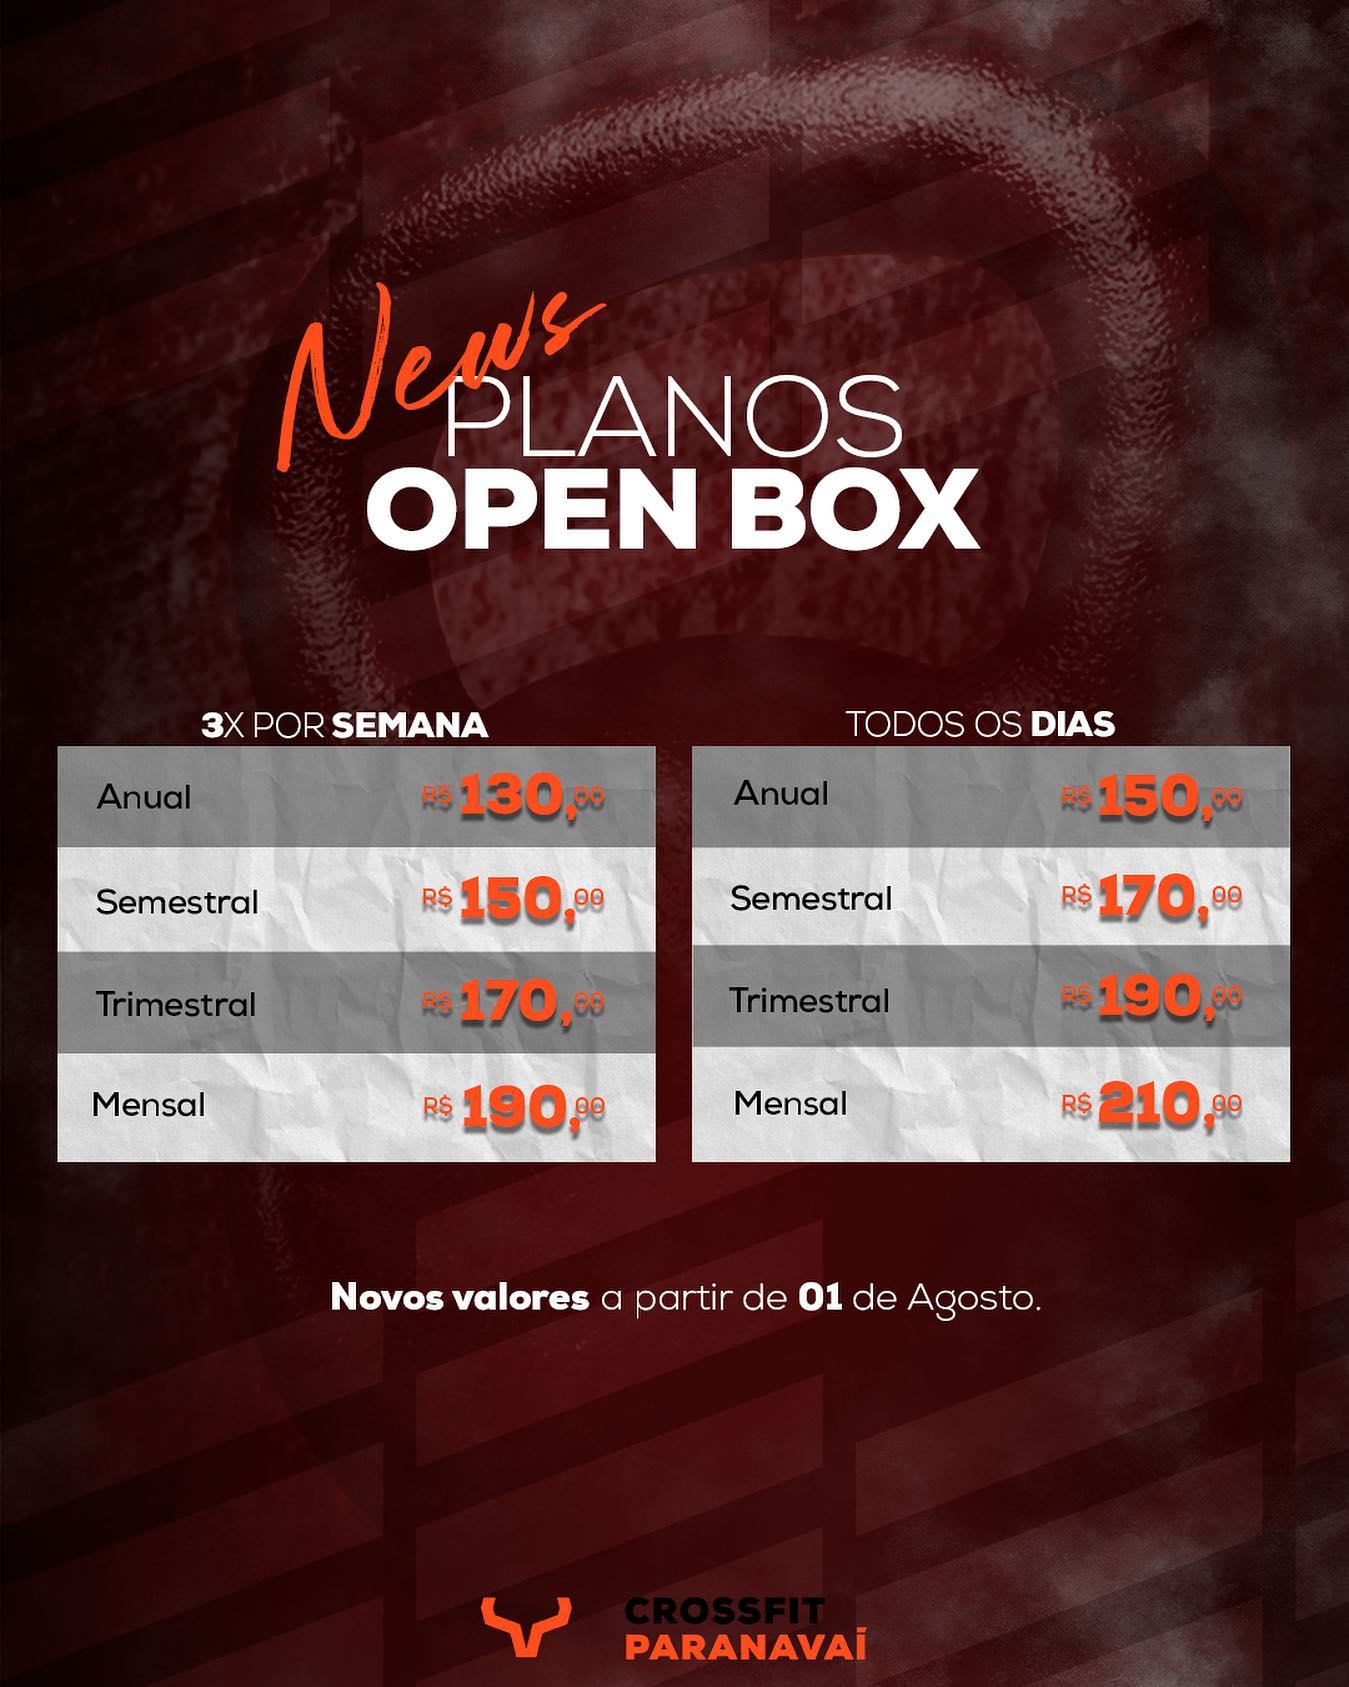 News
PLANOS
OPEN BOX
3X POR SEMANA
Anual R$ 130,00
Semestral R$ 150,00
Trimestral R$ 170,00
Mensal R$ 190,00
TODOS OS DIAS
Anual R$ 150,00
Semestral R$ 170,00
Trimestral R$ 190,00
Mensal R$ 210,00
Novos valores a partir de 01 de Agosto.
CROSSFIT
PARANAVAÍ